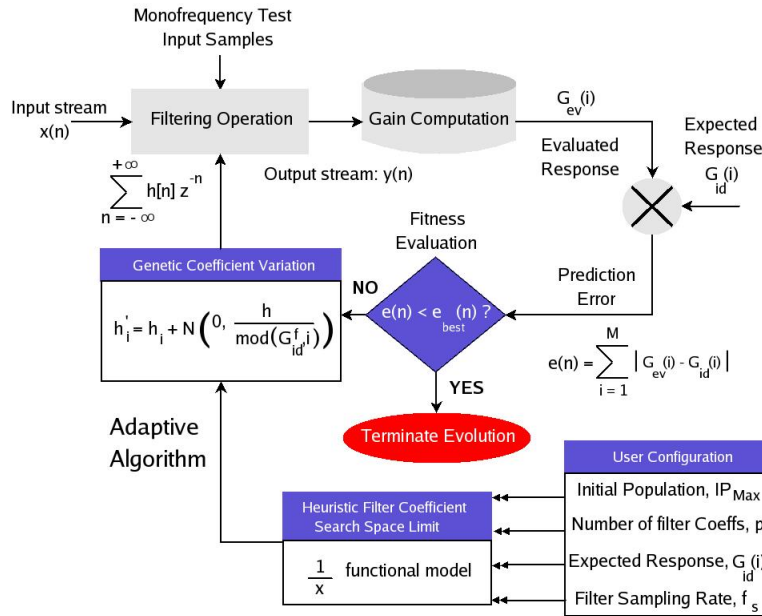 Monofrequency Test
Input Samples
Input stream
x(n)
Filtering Operation
Gain Computation
G_ev(i)
Evaluated
Response
Expected
Response
G_id(i)
+∞
∑ h[n] z^-n
n = - ∞
Output stream: y(n)
Fitness
Evaluation
Genetic Coefficient Variation
h_i' = h_i + N(0, h / mod(G_id^f, i))
NO
e(n) < e_best(n) ?
YES
Terminate Evolution
Prediction
Error
M
e(n) = ∑ | G_ev(i) - G_id(i) |
i = 1
Adaptive
Algorithm
Heuristic Filter Coefficient
Search Space Limit
1/x functional model
User Configuration
Initial Population, IP_Max
Number of filter Coeffs, p
Expected Response, G_id(i)
Filter Sampling Rate, f_s